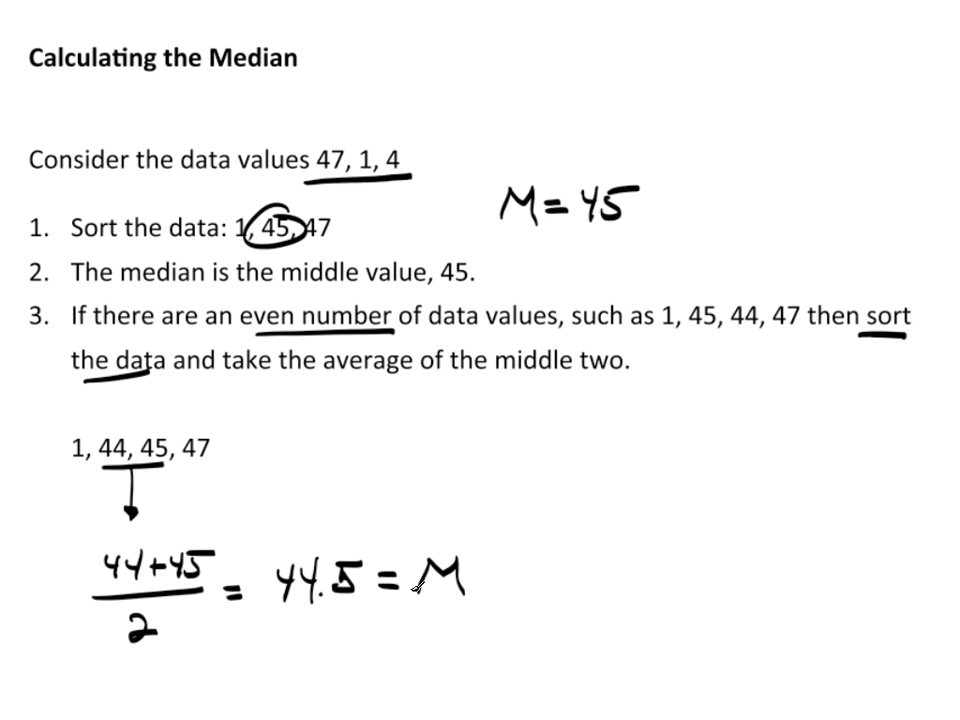 Calculating the Median
Consider the data values 47, 1, 4
M = 45
1. Sort the data: 1, 45, 47
2. The median is the middle value, 45.
3. If there are an even number of data values, such as 1, 45, 44, 47 then sort
the data and take the average of the middle two.
1, 44, 45, 47
44+45
= 44.5 = M
2